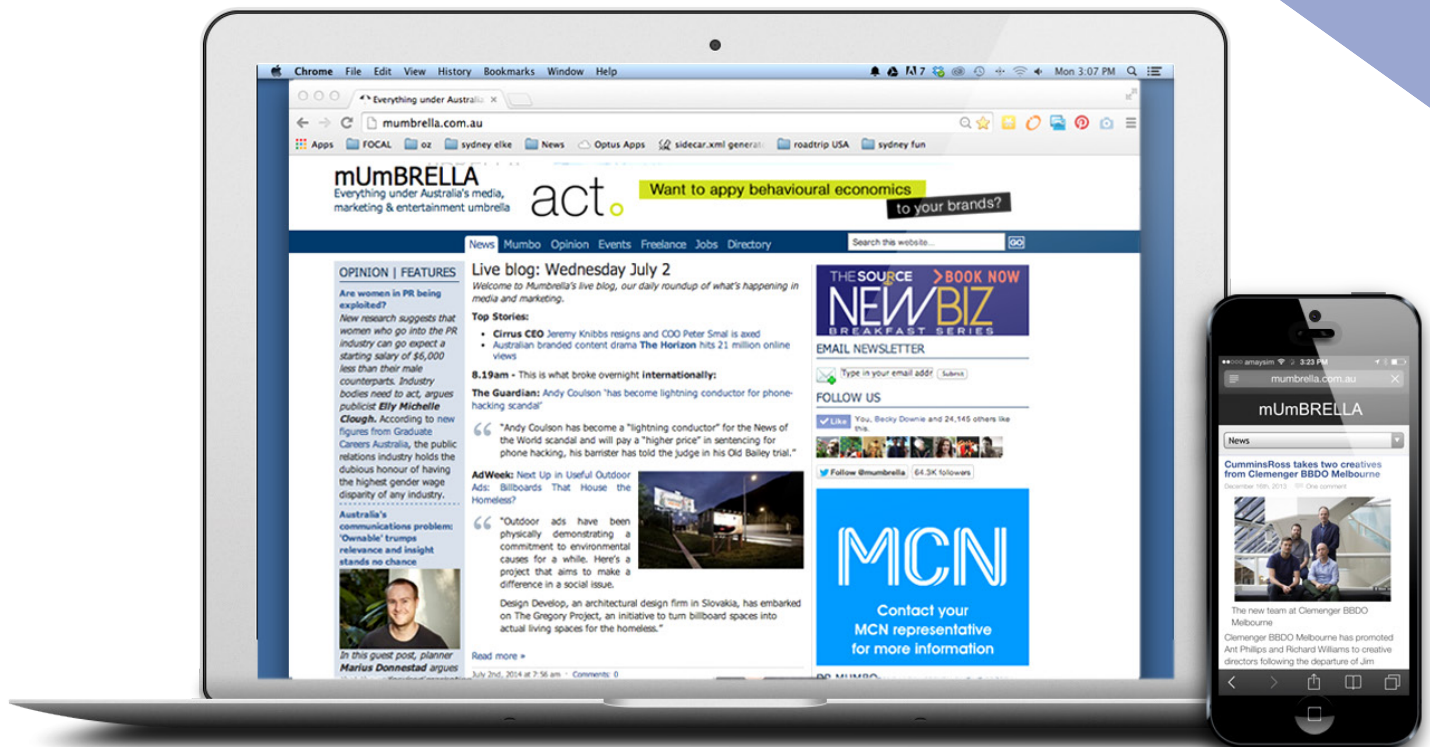 Chrome File Edit View History Bookmarks Window Help
7
Mon 3:07 PM
Everything under Australia
mumbrella.com.au
Apps FOCAL oz sydney elke News Optus Apps sidecar.xml generat roadtrip USA sydney fun
mUmBRELLA
Everything under Australia's media,
marketing & entertainment umbrella
act.
Want to appy behavioural economics
to your brands?
News Mumbo Opinion Events Freelance Jobs Directory
Search this website...
GO
OPINION | FEATURES
Are women in PR being
exploited?
New research suggests that
women who go into the PR
industry can go expect a
starting salary of $6,000
less than their male
counterparts. Industry
bodies need to act, argues
publicist Elly Michelle
Clough. According to new
figures from Graduate
Careers Australia, the public
relations industry holds the
dubious honour of having
the highest gender wage
disparity of any industry.
Australia's
communications problem:
'Ownable' trumps
relevance and insight
stands no chance
In this guest post, planner
Marius Donnestad argues
Live blog: Wednesday July 2
Welcome to Mumbrella's live blog, our daily roundup of what's happening in
media and marketing.
Top Stories:
• Cirrus CEO Jeremy Knibbs resigns and COO Peter Smal is axed
• Australian branded content drama The Horizon hits 21 million online
views
8.19am - This is what broke overnight internationally:
The Guardian: Andy Coulson 'has become lightning conductor for phone-
hacking scandal'
"Andy Coulson has become a "lightning conductor" for the News of
the World scandal and will pay a "higher price" in sentencing for
phone hacking, his barrister has told the judge in his Old Bailey trial."
AdWeek: Next Up in Useful Outdoor
Ads: Billboards That House the
Homeless?
"Outdoor ads have been
physically demonstrating a
commitment to environmental
causes for a while. Here's a
project that aims to make a
difference in a social issue.
Design Develop, an architectural design firm in Slovakia, has embarked
on The Gregory Project, an initiative to turn billboard spaces into
actual living spaces for the homeless."
Read more »
July 2nd, 2014 at 7:56 am · Comments: 0
THE SOURCE
>BOOK NOW
NEWBIZ
BREAKFAST SERIES
EMAIL NEWSLETTER
Type in your email addr Submit
FOLLOW US
Like You, Becky Downie and 24,145 others like
this.
Follow @mumbrella 64.3K followers
MCN
Contact your
MCN representative
for more information
DC MUMBO
amaysim 3:23 PM
mumbrella.com.au
mUmBRELLA
News
CumminsRoss takes two creatives
from Clemenger BBDO Melbourne
December 16th, 2013 One comment
The new team at Clemenger BBDO
Melbourne
Clemenger BBDO Melbourne has promoted
Ant Phillips and Richard Williams to creative
directors following the departure of Jim